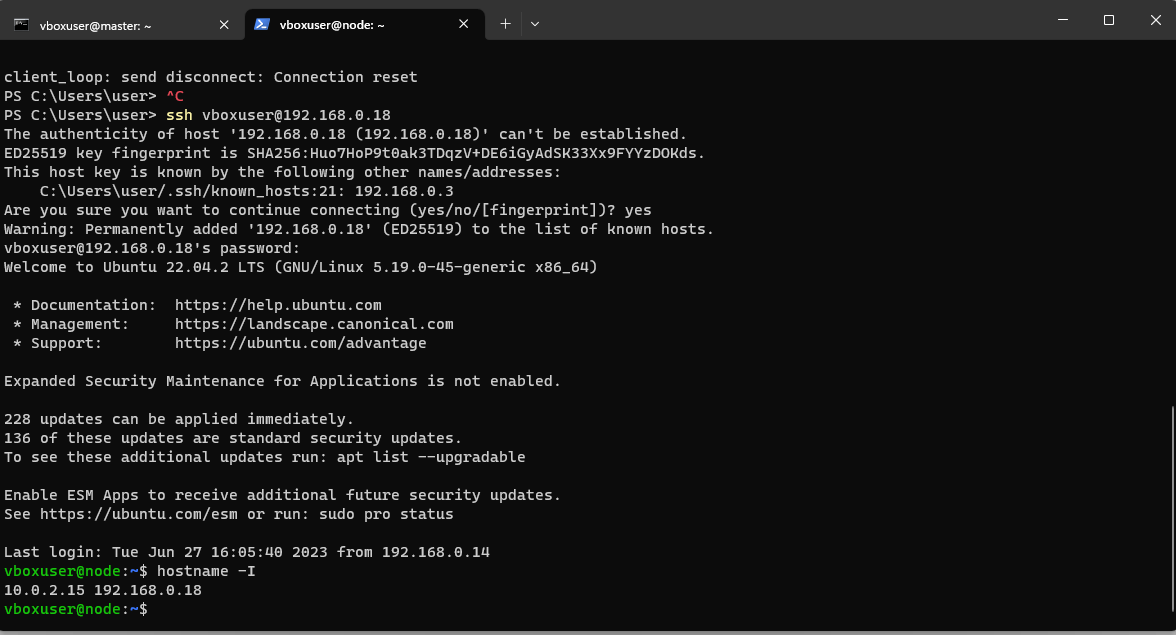 vboxuser@master: ~
vboxuser@node: ~
client_loop: send disconnect: Connection reset
PS C:\Users\user> ^C
PS C:\Users\user> ssh vboxuser@192.168.0.18
The authenticity of host '192.168.0.18 (192.168.0.18)' can't be established.
ED25519 key fingerprint is SHA256:Huo7HoP9t0ak3TDqzV+DE6iGyAdSK33Xx9FYYzDOKds.
This host key is known by the following other names/addresses:
    C:\Users\user/.ssh/known_hosts:21: 192.168.0.3
Are you sure you want to continue connecting (yes/no/[fingerprint])? yes
Warning: Permanently added '192.168.0.18' (ED25519) to the list of known hosts.
vboxuser@192.168.0.18's password:
Welcome to Ubuntu 22.04.2 LTS (GNU/Linux 5.19.0-45-generic x86_64)
 * Documentation:  https://help.ubuntu.com
 * Management:     https://landscape.canonical.com
 * Support:        https://ubuntu.com/advantage
Expanded Security Maintenance for Applications is not enabled.
228 updates can be applied immediately.
136 of these updates are standard security updates.
To see these additional updates run: apt list --upgradable
Enable ESM Apps to receive additional future security updates.
See https://ubuntu.com/esm or run: sudo pro status
Last login: Tue Jun 27 16:05:40 2023 from 192.168.0.14
vboxuser@node:~$ hostname -I
10.0.2.15 192.168.0.18
vboxuser@node:~$